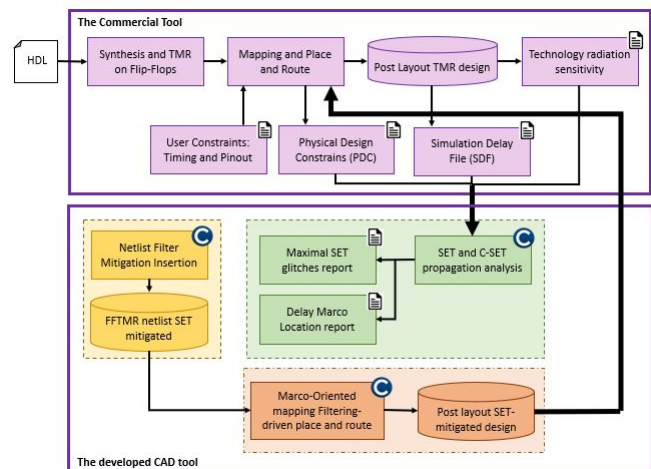 The Commercial Tool
HDL
Synthesis and TMR
on Flip-Flops
Mapping and Place
and Route
Post Layout TMR design
Technology radiation
sensitivity
User Constraints:
Timing and Pinout
Physical Design
Constrains (PDC)
Simulation Delay
File (SDF)
Netlist Filter
Mitigation Insertion
C
FFTMR netlist SET
mitigated
Maximal SET
glitches report
SET and C-SET
propagation analysis
C
Delay Marco
Location report
Marco-Oriented
mapping Filtering-
driven place and route
C
Post layout SET-
mitigated design
The developed CAD tool